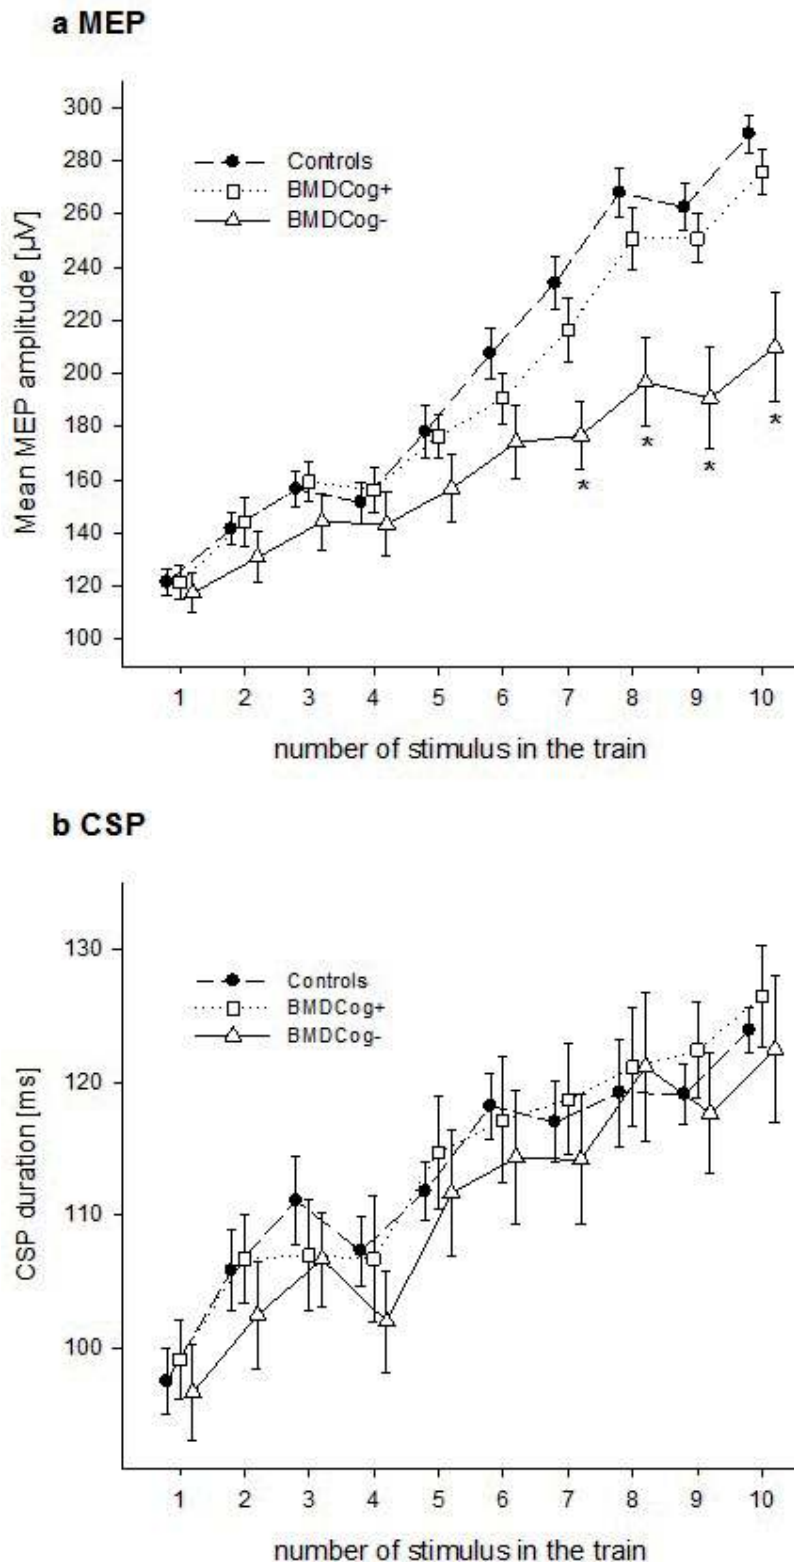 a MEP
300
280
260
240
220
200
180
160
140
120
100
Mean MEP amplitude [µV]
Controls
BMDCog+
BMDCog-
*
*
*
*
1 2 3 4 5 6 7 8 9 10
number of stimulus in the train
b CSP
130
120
110
100
CSP duration [ms]
Controls
BMDCog+
BMDCog-
1 2 3 4 5 6 7 8 9 10
number of stimulus in the train